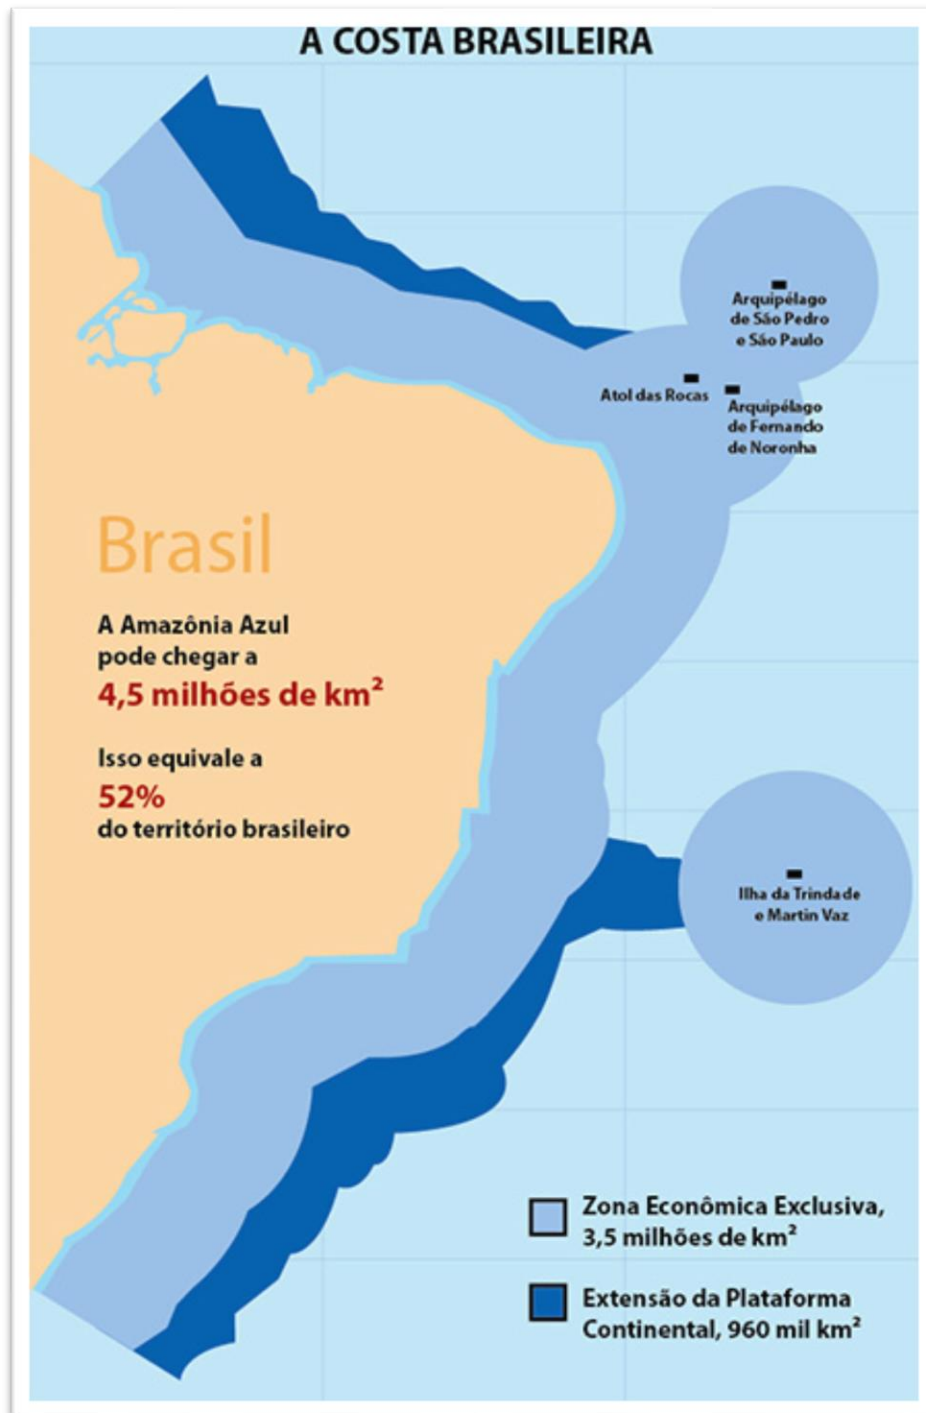 A COSTA BRASILEIRA
Arquipélago
de São Pedro
e São Paulo
Atol das Rocas
Arquipélago
de Fernando
de Noronha
Brasil
A Amazônia Azul
pode chegar a
4,5 milhões de km²
Isso equivale a
52%
do território brasileiro
Ilha da Trindade
e Martin Vaz
Zona Econômica Exclusiva,
3,5 milhões de km²
Extensão da Plataforma
Continental, 960 mil km²